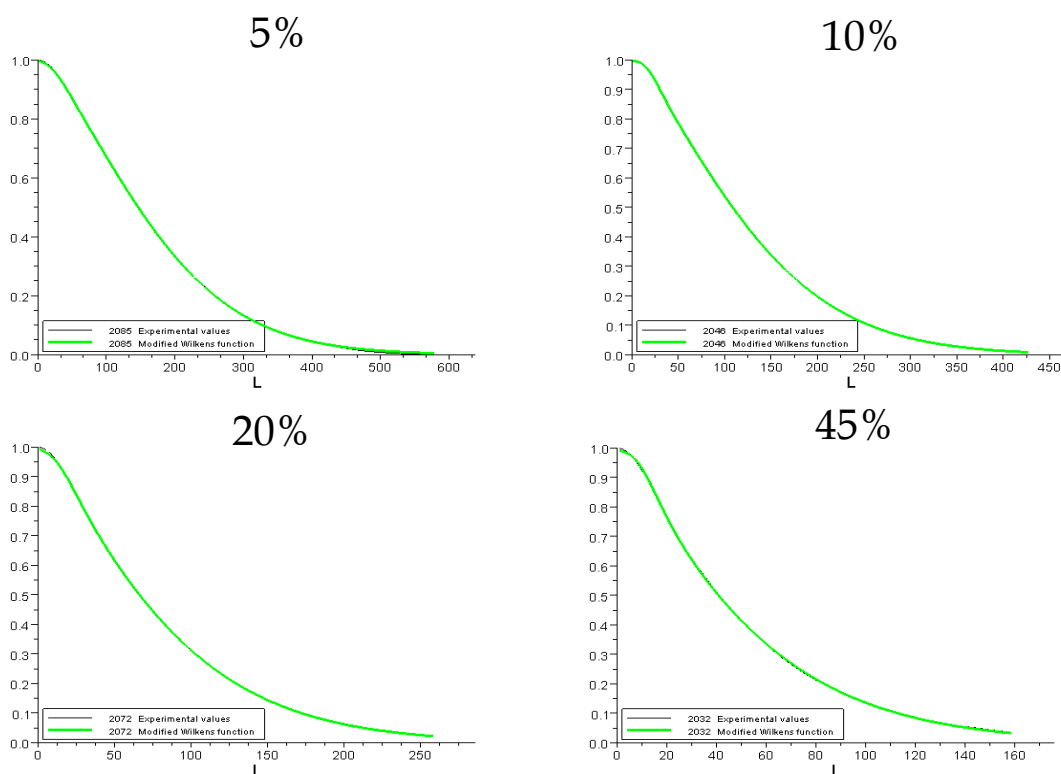 5%
1.0
0.8
0.6
0.4
0.2
0.0
2085 Experimental values
2085 Modified Wilkens function
0 100 200 300 400 500 600
L
10%
1.0
0.9
0.8
0.7
0.6
0.5
0.4
0.3
0.2
0.1
0.0
2046 Experimental values
2046 Modified Wilkens function
0 50 100 150 200 250 300 350 400 450
L
20%
1.0
0.9
0.8
0.7
0.6
0.5
0.4
0.3
0.2
0.1
0.0
2072 Experimental values
2072 Modified Wilkens function
0 50 100 150 200 250
L
45%
1.0
0.9
0.8
0.7
0.6
0.5
0.4
0.3
0.2
0.1
0.0
2032 Experimental values
2032 Modified Wilkens function
0 20 40 60 80 100 120 140 160
L